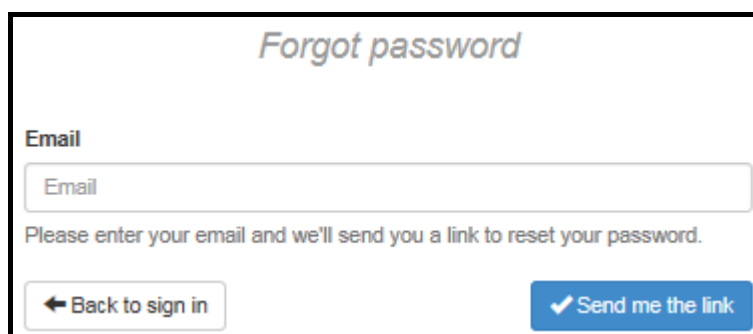 Forgot password
Email
Email
Please enter your email and we'll send you a link to reset your password.
Back to sign in
Send me the link